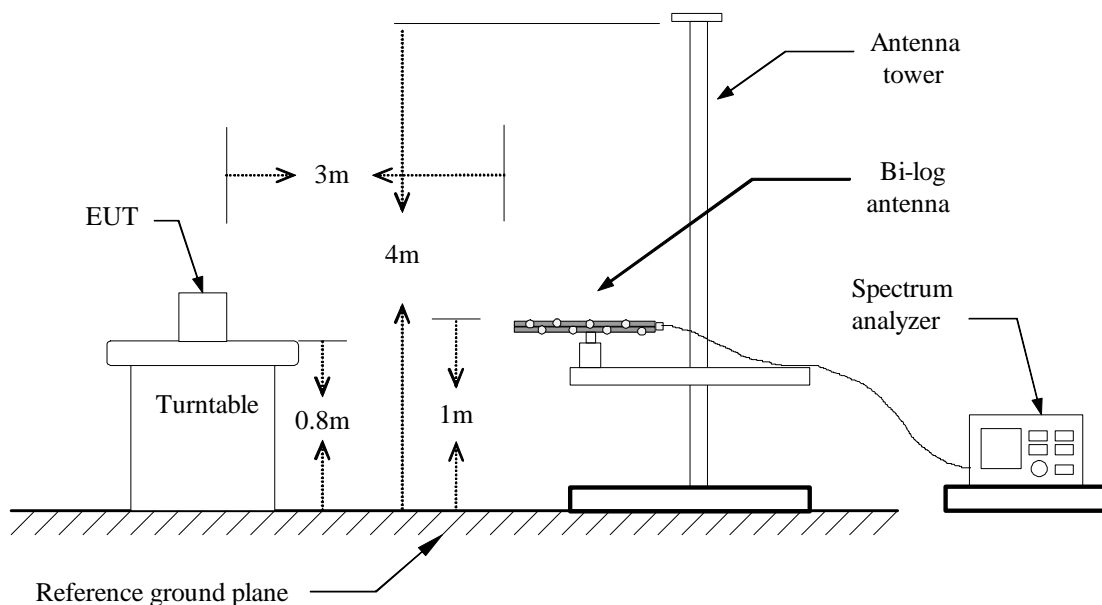 Antenna
tower
3m
Bi-log
antenna
EUT
4m
Spectrum
analyzer
Turntable
0.8m
1m
Reference ground plane